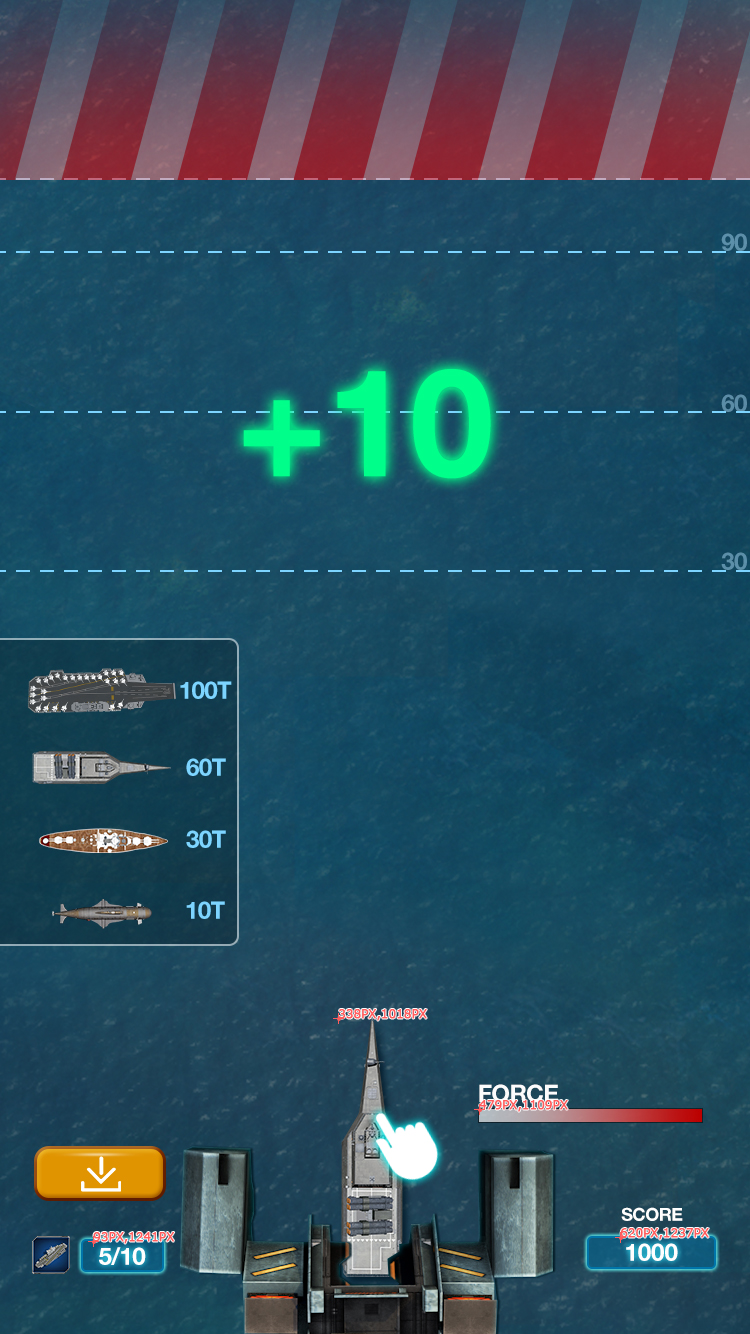 90
60
+10
30
100T
60T
30T
10T
338PX,1018PX
FORCE
479PX,1109PX
SCORE
93PX,1241PX
620PX,1237PX
5/10
1000